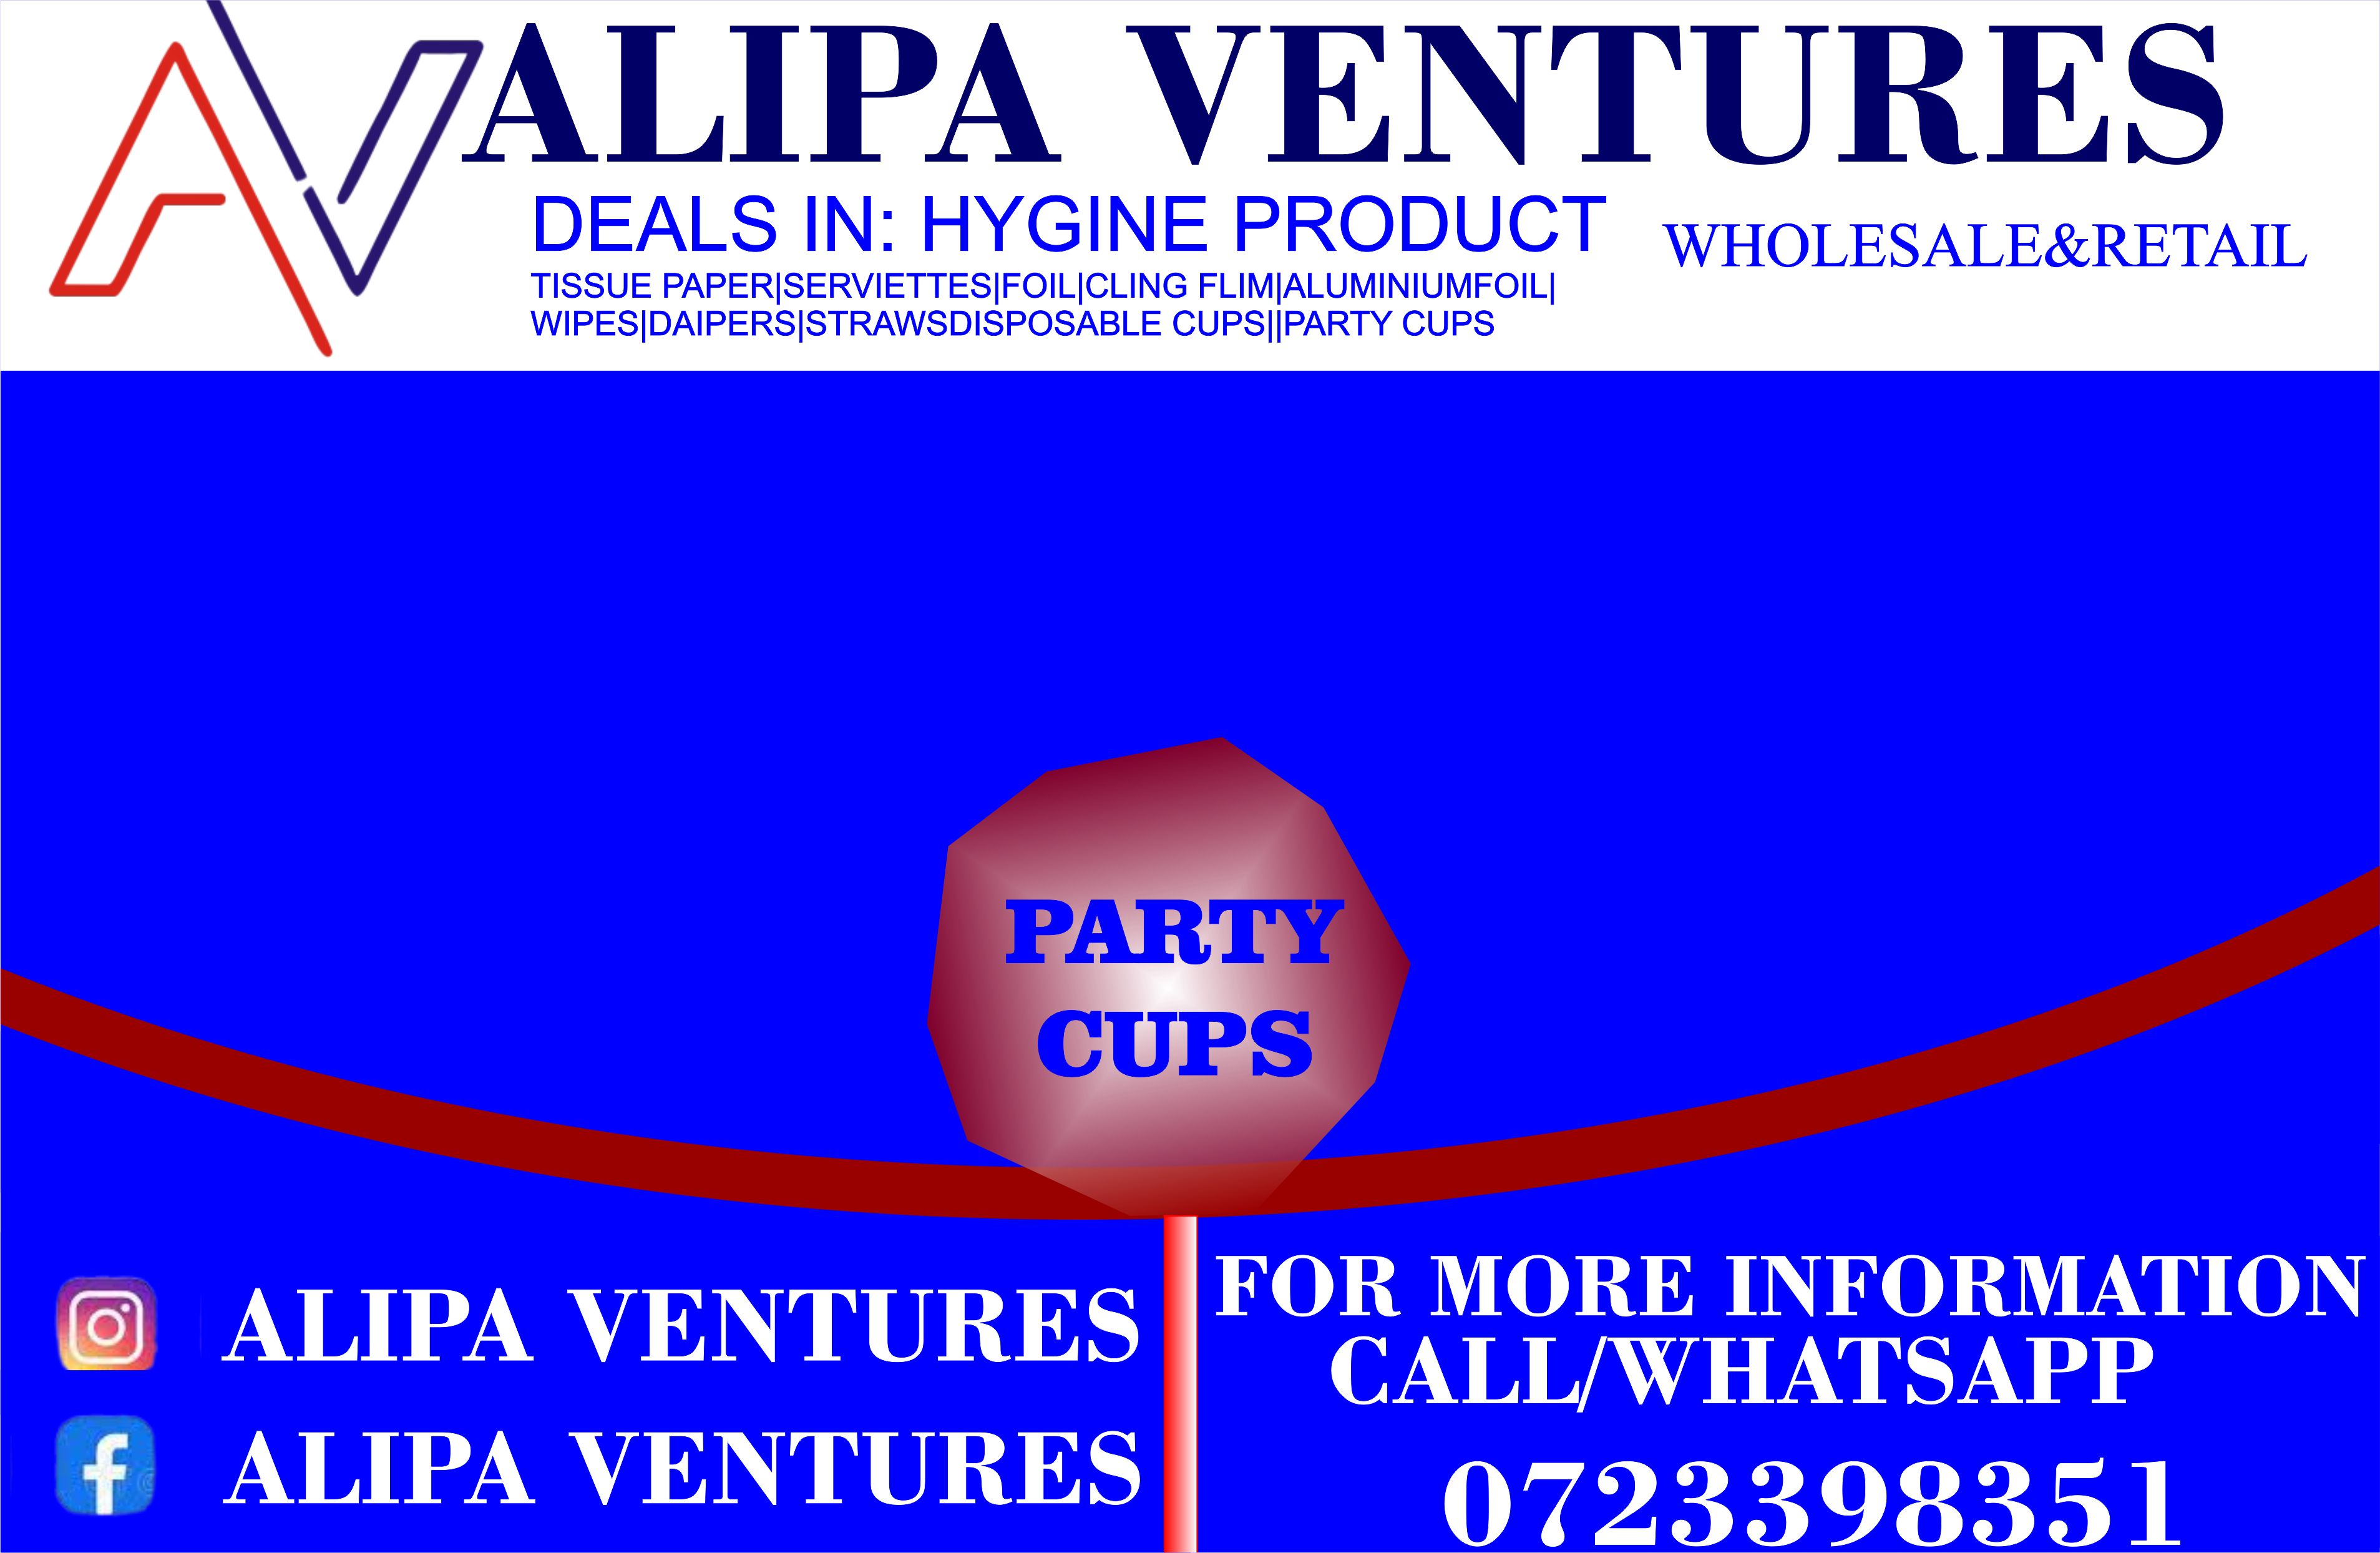 ALIPA VENTURES
DEALS IN: HYGINE PRODUCT
WHOLESALE&RETAIL
TISSUE PAPER|SERVIETTES|FOIL|CLING FLIM|ALUMINIUMFOIL|
WIPES|DAIPERS|STRAWSDISPOSABLE CUPS||PARTY CUPS
PARTY
CUPS
ALIPA VENTURES
ALIPA VENTURES
FOR MORE INFORMATION
CALL/WHATSAPP
0723398351